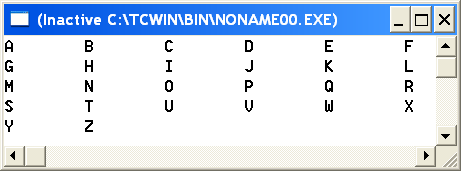 (Inactive C:\TCWIN\BIN\NONAME00.EXE)
A B C D E F
G H I J K L
M N O P Q R
S T U V W X
Y Z